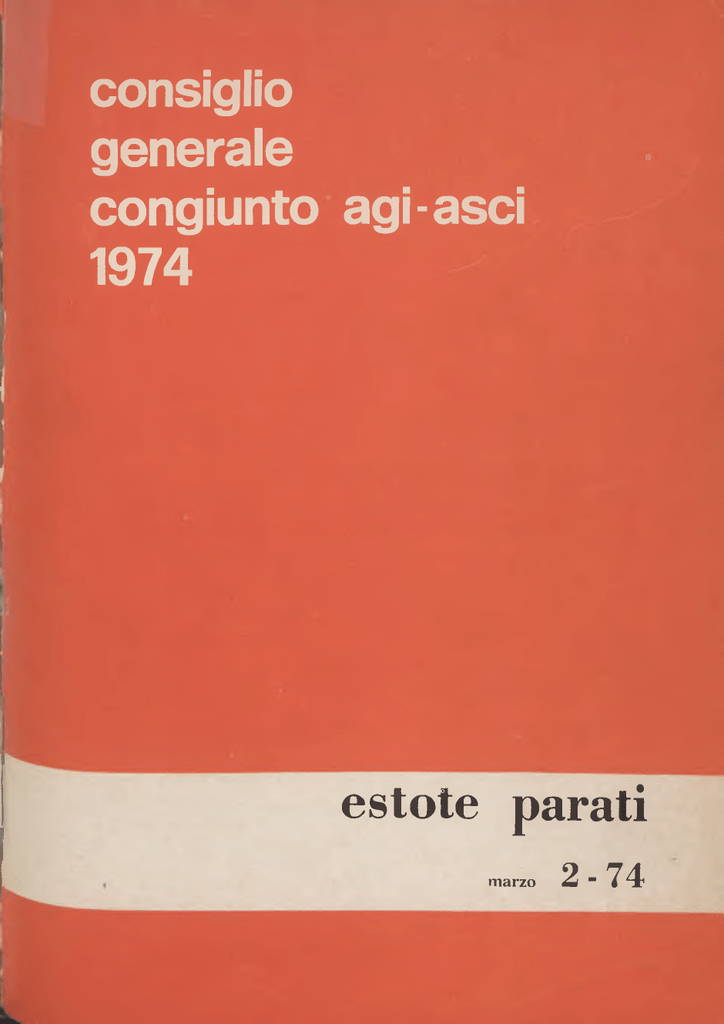 consiglio
generale
congiunto agi-asci
1974
estote parati
marzo 2-74